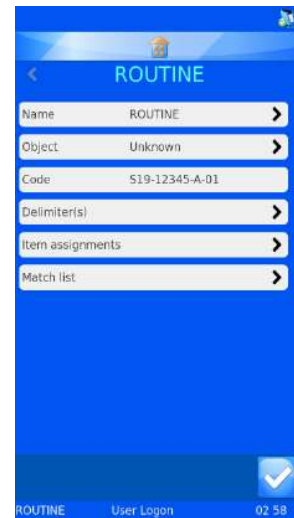 ROUTINE
Name ROUTINE
Object Unknown
Code S19-12345-A-01
Delimiter(s)
Item assignments
Match list
ROUTINE User Logon 02 58